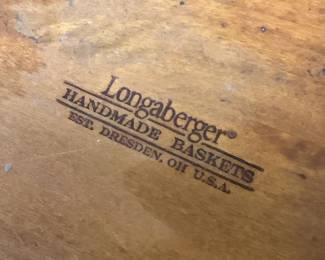 Longaberger®
HANDMADE BASKETS
EST. DRESDEN, OH U.S.A.